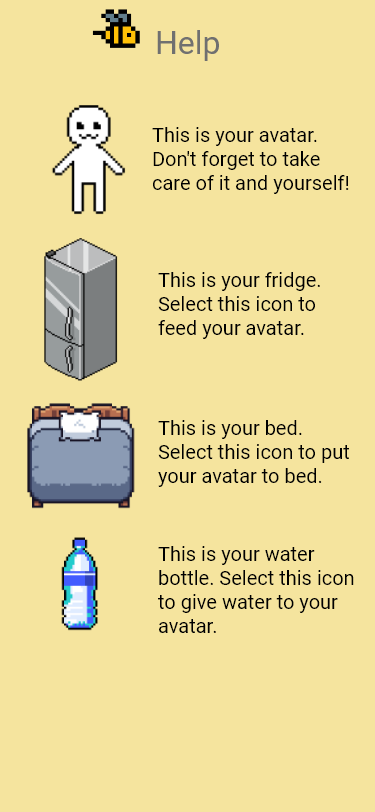 Help
This is your avatar.
Don't forget to take
care of it and yourself!
This is your fridge.
Select this icon to
feed your avatar.
This is your bed.
Select this icon to put
your avatar to bed.
This is your water
bottle. Select this icon
to give water to your
avatar.